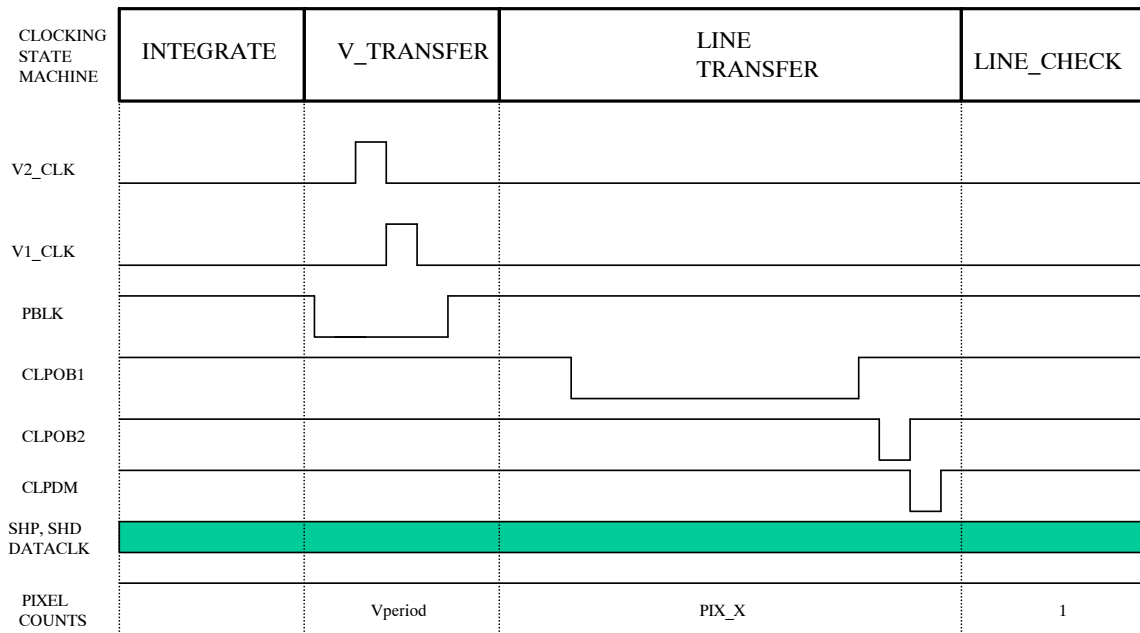 CLOCKING
STATE
MACHINE
INTEGRATE
V_TRANSFER
LINE
TRANSFER
LINE_CHECK
V2_CLK
V1_CLK
PBLK
CLPOB1
CLPOB2
CLPDM
SHP, SHD
DATACLK
PIXEL
COUNTS
Vperiod
PIX_X
1